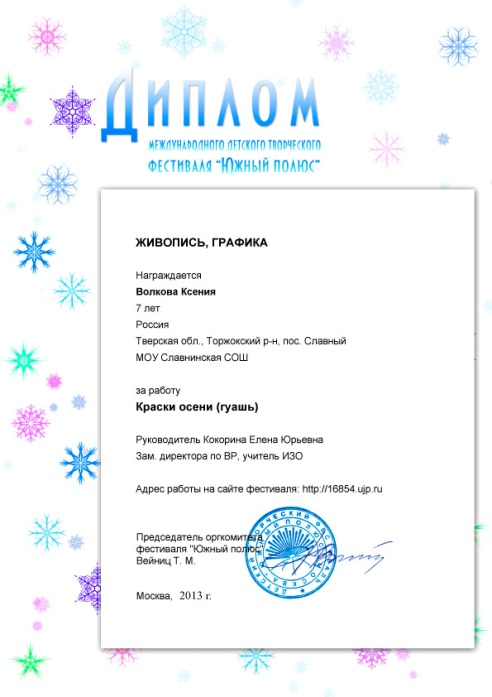 Диплом
МЕЖДУНАРОДНОГО ДЕТСКОГО ТВОРЧЕСКОГО
ФЕСТИВАЛЯ "ЮЖНЫЙ ПОЛЮС"
ЖИВОПИСЬ, ГРАФИКА
Награждается
Волкова Ксения
7 лет
Россия
Тверская обл., Торжокский р-н, пос. Славный
МОУ Славнинская СОШ
за работу
Краски осени (гуашь)
Руководитель Кокорина Елена Юрьевна
Зам. директора по ВР, учитель ИЗО
Адрес работы на сайте фестиваля: http://16854.ujp.ru
Председатель оргкомитета
фестиваля "Южный полюс"
Вейниц Т. М.
Москва, 2013 г.